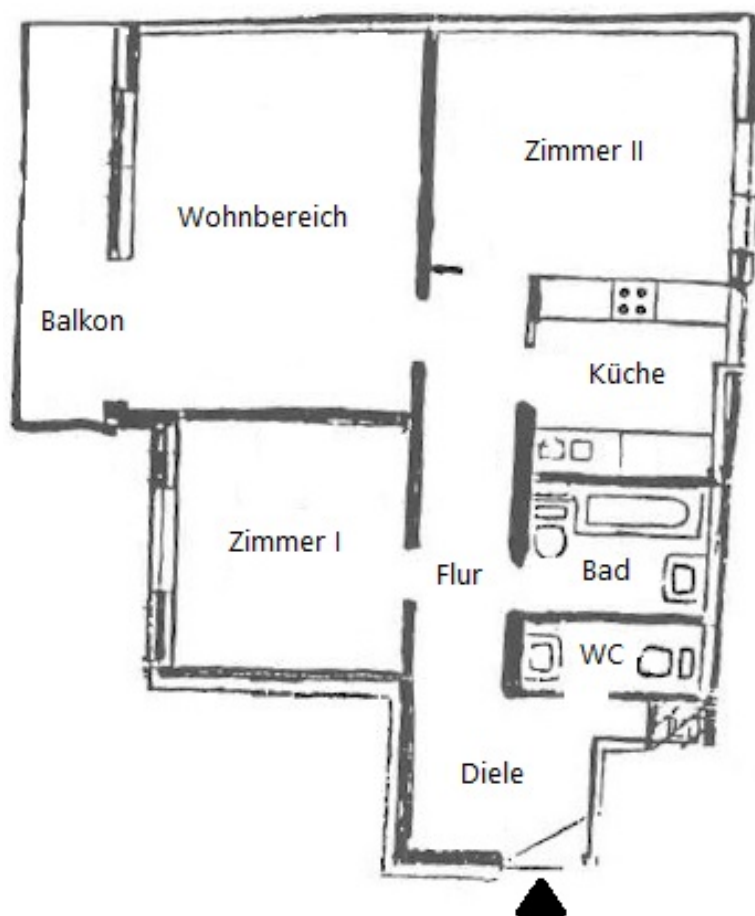 Zimmer II
Wohnbereich
Balkon
Küche
Zimmer I
Flur
Bad
WC
Diele